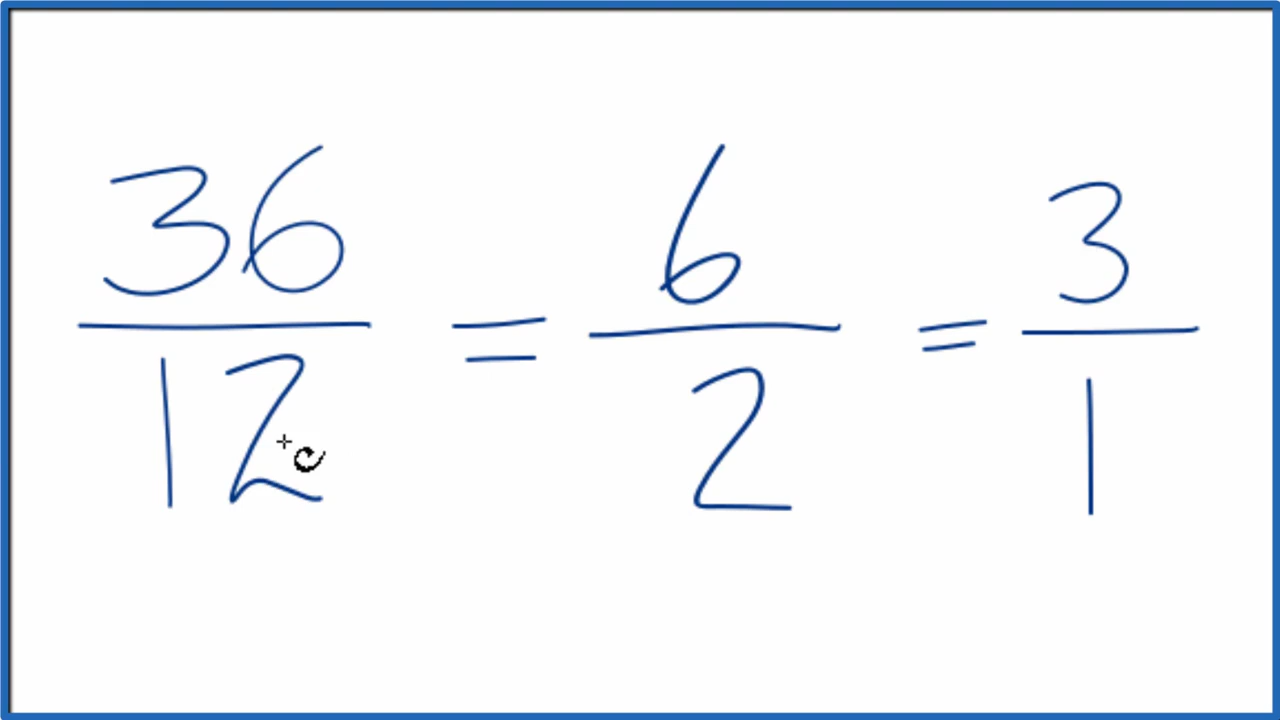 36/12 = 6/2 = 3/1